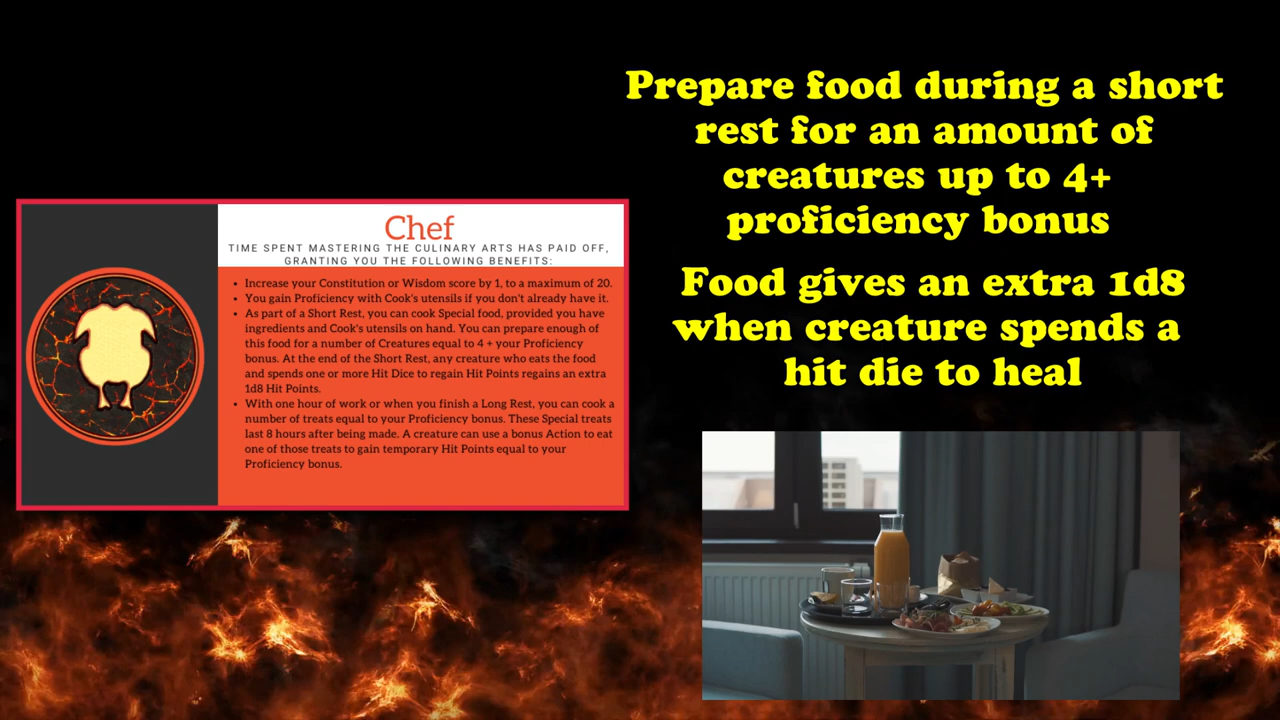 Prepare food during a short
rest for an amount of
creatures up to 4+
proficiency bonus
Food gives an extra 1d8
when creature spends a
hit die to heal
Chef
TIME SPENT MASTERING THE CULINARY ARTS HAS PAID OFF,
GRANTING YOU THE FOLLOWING BENEFITS:
• Increase your Constitution or Wisdom score by 1, to a maximum of 20.
• You gain Proficiency with Cook's utensils if you don't already have it.
• As part of a Short Rest, you can cook Special food, provided you have
ingredients and Cook's utensils on hand. You can prepare enough of
this food for a number of Creatures equal to 4 + your Proficiency
bonus. At the end of the Short Rest, any creature who eats the food
and spends one or more Hit Dice to regain Hit Points regains an extra
1d8 Hit Points.
• With one hour of work or when you finish a Long Rest, you can cook a
number of treats equal to your Proficiency bonus. These Special treats
last 8 hours after being made. A creature can use a bonus Action to eat
one of those treats to gain temporary Hit Points equal to your
Proficiency bonus.